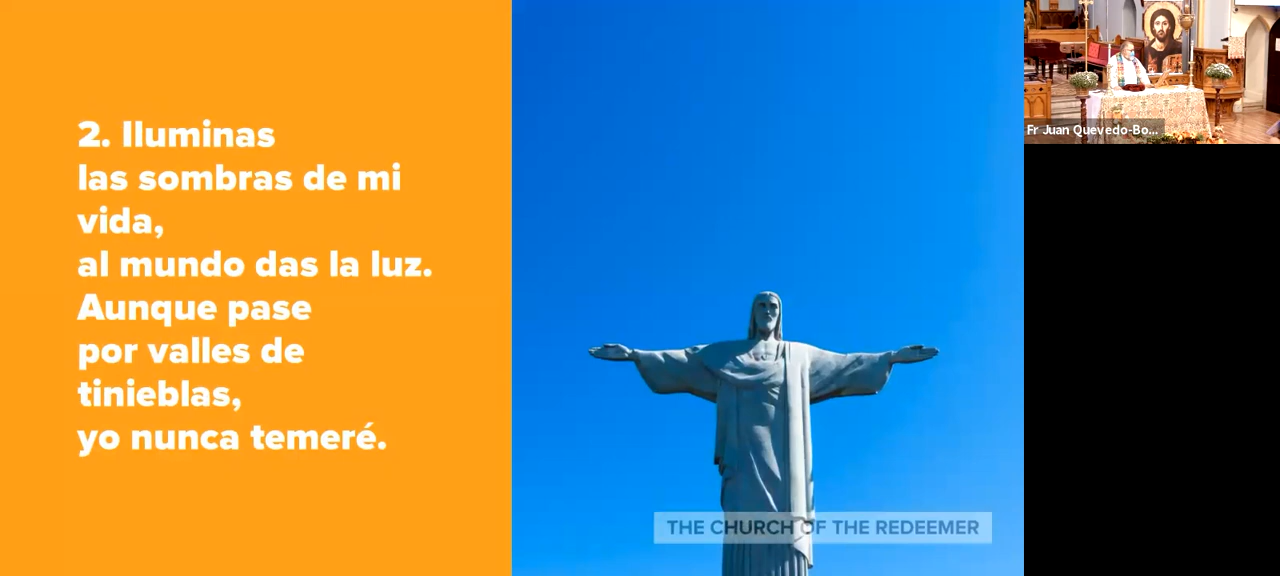 2. Iluminas
las sombras de mi
vida,
al mundo das la luz.
Aunque pase
por valles de
tinieblas,
yo nunca temeré.
THE CHURCH OF THE REDEEMER
Fr Juan Quevedo-Bo...